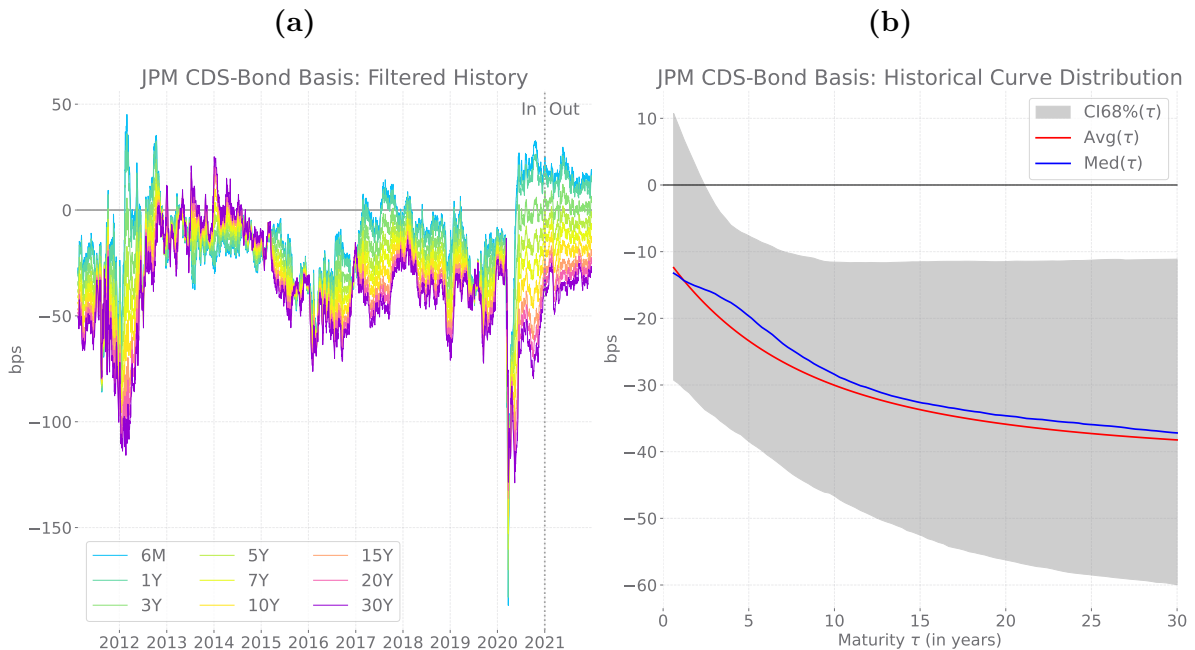 (a)
JPM CDS-Bond Basis: Filtered History
50
0
−50
−100
−150
bps
In
Out
6M
1Y
3Y
5Y
7Y
10Y
15Y
20Y
30Y
2012 2013 2014 2015 2016 2017 2018 2019 2020 2021
(b)
JPM CDS-Bond Basis: Historical Curve Distribution
10
0
−10
−20
−30
−40
−50
−60
bps
CI68%(τ)
Avg(τ)
Med(τ)
0 5 10 15 20 25 30
Maturity τ (in years)